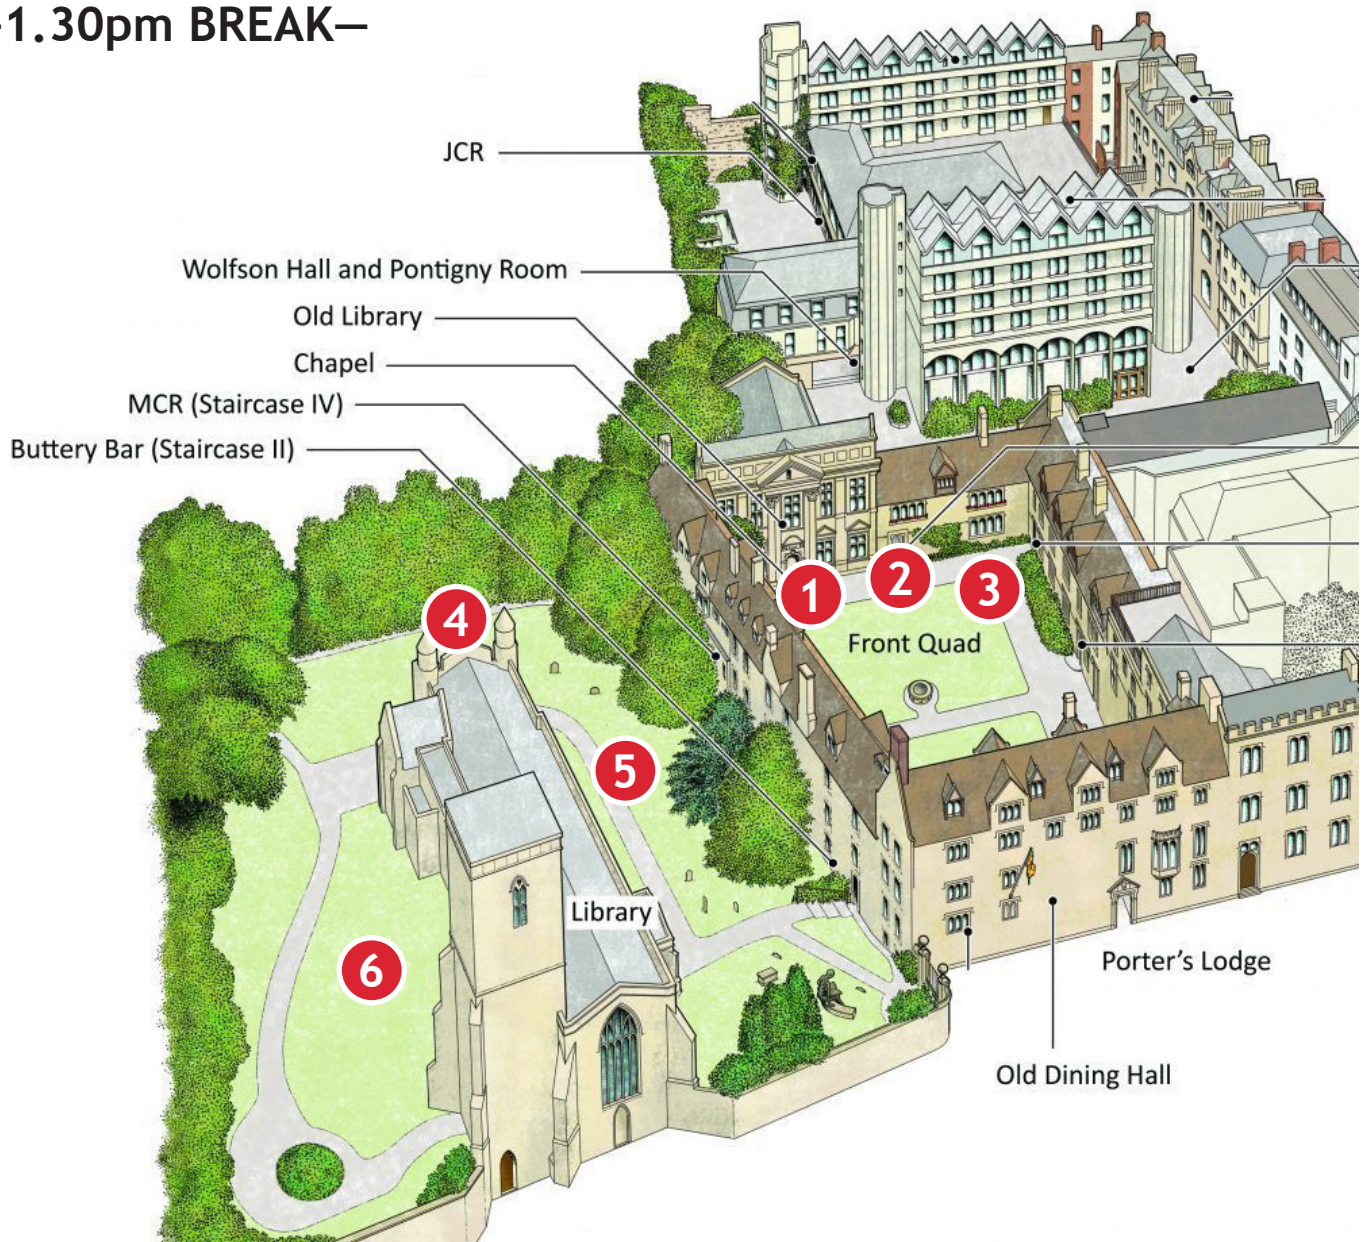 1.30pm BREAK—
JCR
Wolfson Hall and Pontigny Room
Old Library
Chapel
MCR (Staircase IV)
Buttery Bar (Staircase II)
1
2
3
Front Quad
4
5
Library
6
Porter's Lodge
Old Dining Hall